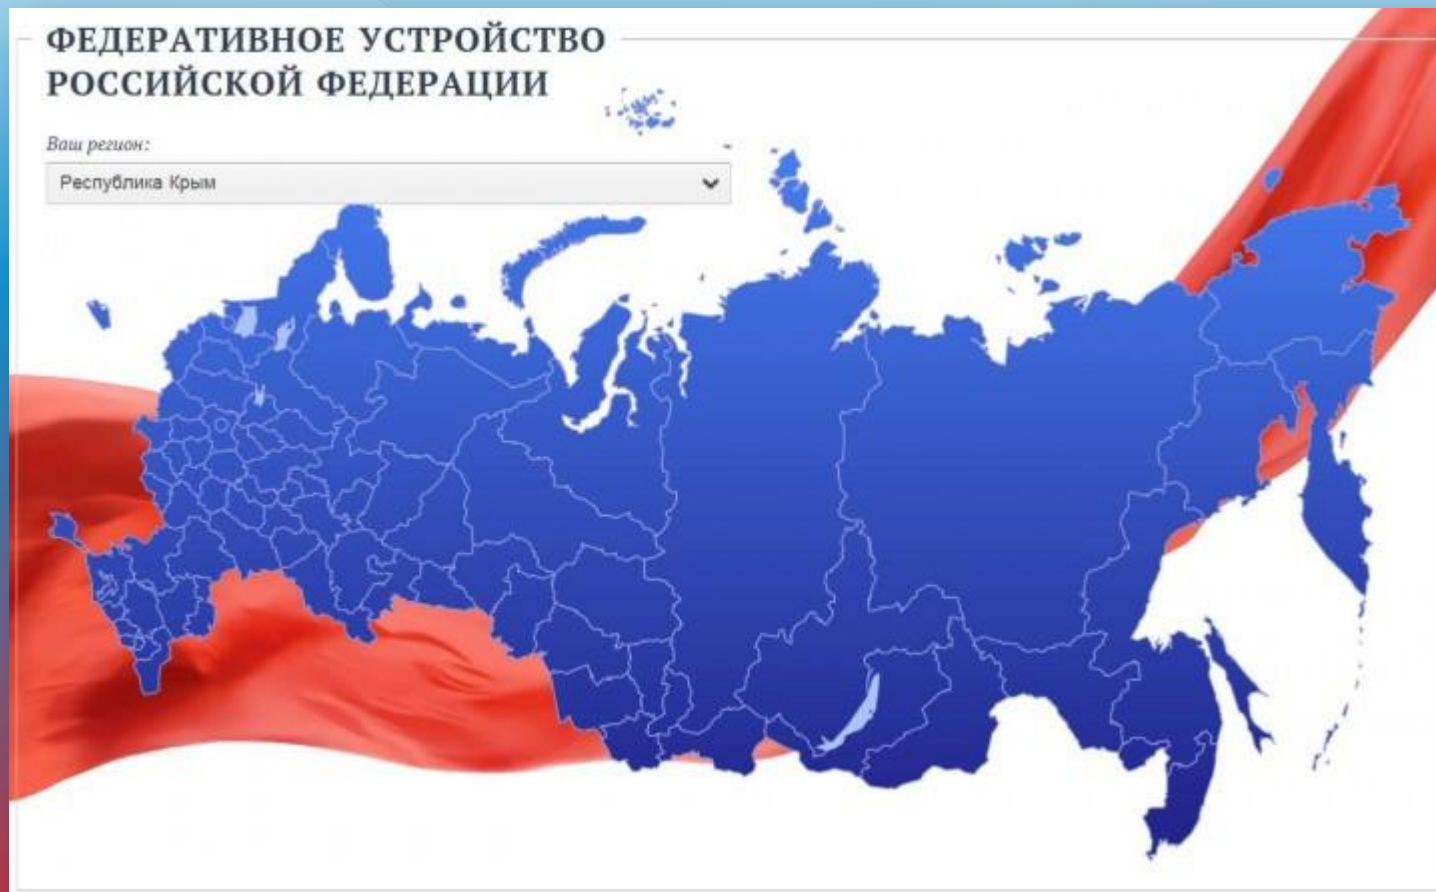 ФЕДЕРАТИВНОЕ УСТРОЙСТВО
РОССИЙСКОЙ ФЕДЕРАЦИИ
Ваш регион:
Республика Крым